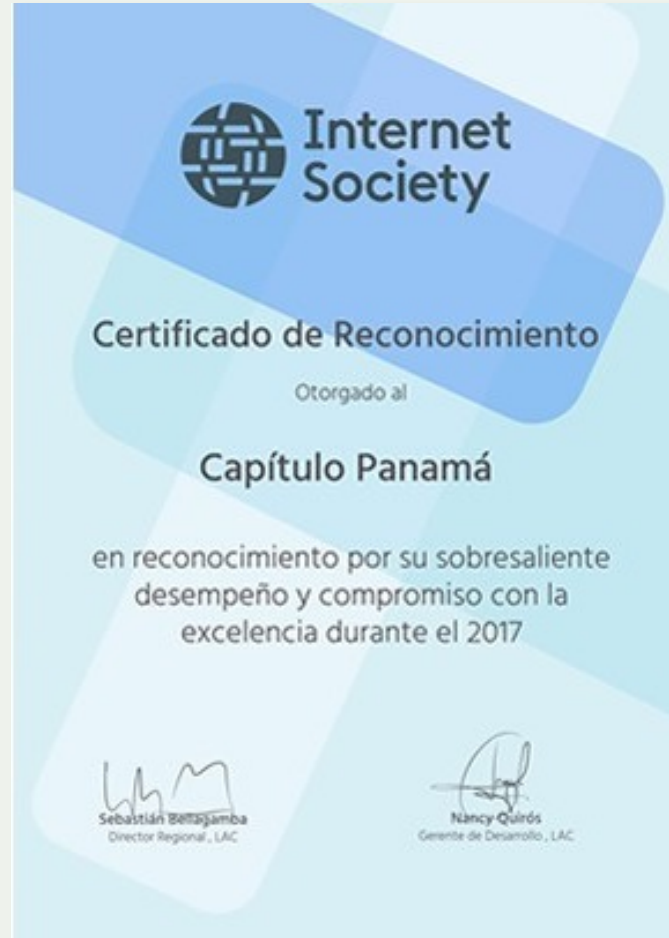 Internet
Society
Certificado de Reconocimiento
Otorgado al
Capítulo Panamá
en reconocimiento por su sobresaliente
desempeño y compromiso con la
excelencia durante el 2017
Sebastián Bellagamba
Director Regional , LAC
Nancy Quirós
Gerente de Desarrollo , LAC